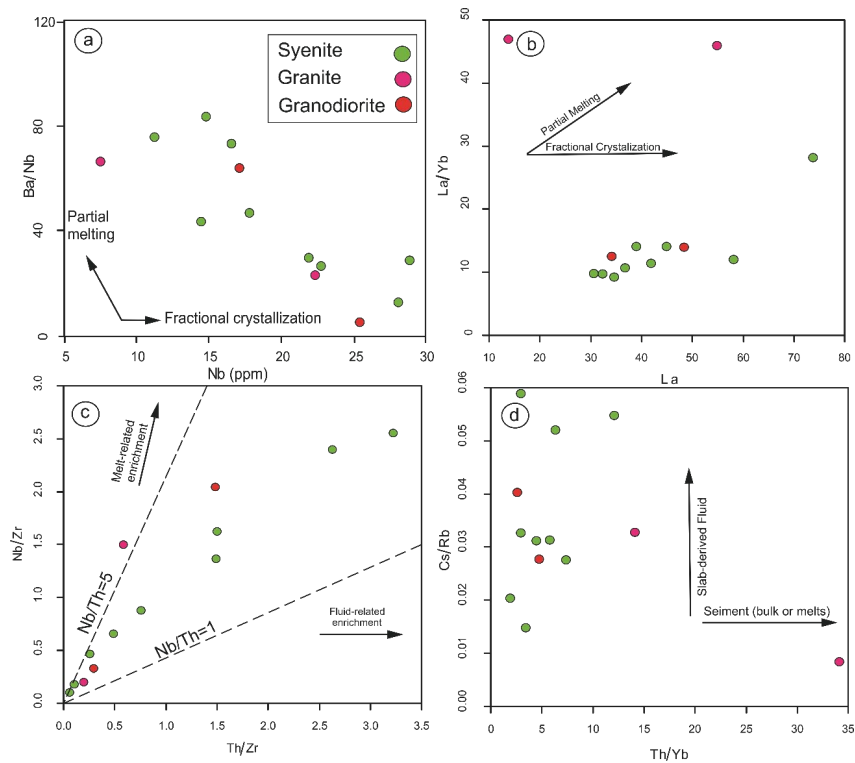 a
Syenite
Granite
Granodiorite
120
80
40
0
Ba/Nb
Partial
melting
Fractional crystallization
5
10
15
20
25
30
Nb (ppm)
b
50
40
30
20
10
0
La/Yb
Partial Melting
Fractional Crystalization
10
20
30
40
50
60
70
80
La
c
3.0
2.5
2.0
1.5
1.0
0.5
0.0
Nb/Zr
Melt-related
enrichment
Nb/Th=5
Nb/Th=1
Fluid-related
enrichment
0.0
0.5
1.0
1.5
2.0
2.5
3.0
3.5
Th/Zr
d
0.06
0.05
0.04
0.03
0.02
0.01
0.00
Cs/Rb
Slab-derived Fluid
Seiment (bulk or melts)
0
5
10
15
20
25
30
35
Th/Yb